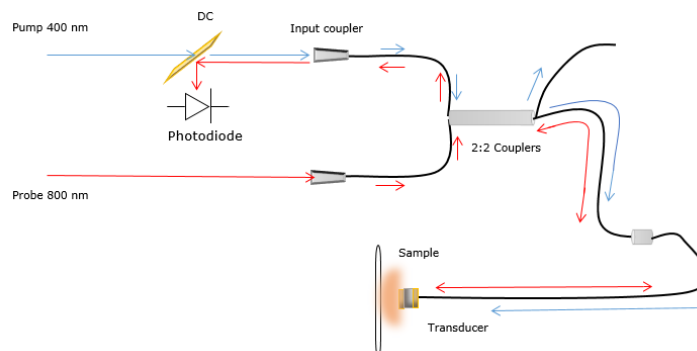 DC
Pump 400 nm
Input coupler
Photodiode
2:2 Couplers
Probe 800 nm
Sample
Transducer